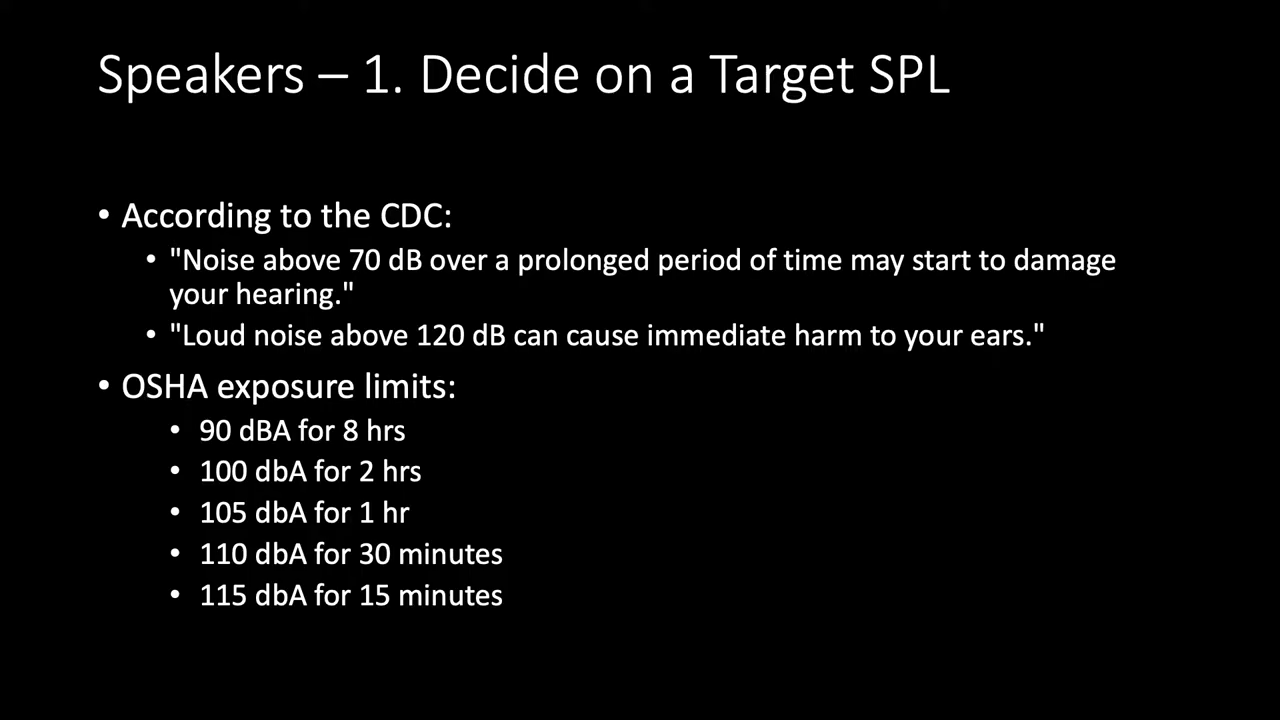 Speakers – 1. Decide on a Target SPL
• According to the CDC:
• "Noise above 70 dB over a prolonged period of time may start to damage
your hearing."
• "Loud noise above 120 dB can cause immediate harm to your ears."
• OSHA exposure limits:
• 90 dBA for 8 hrs
• 100 dbA for 2 hrs
• 105 dbA for 1 hr
• 110 dbA for 30 minutes
• 115 dbA for 15 minutes